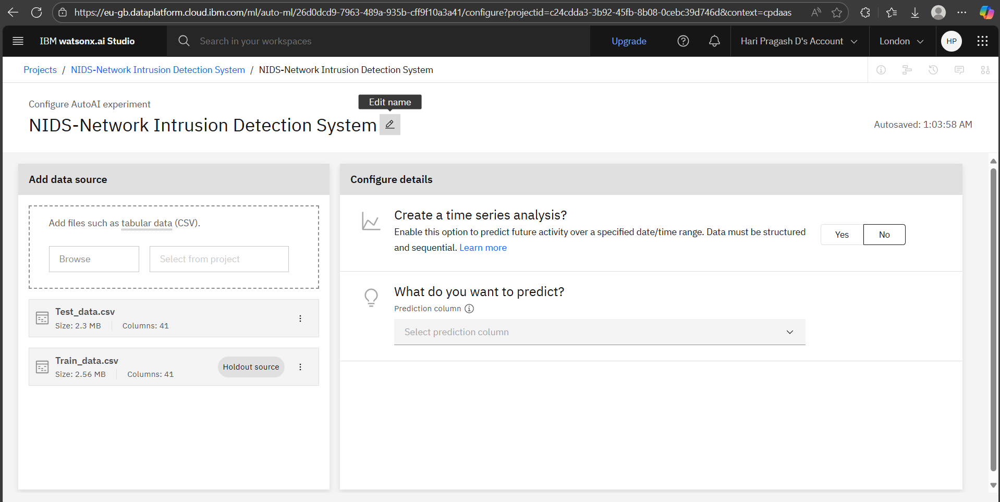 https://eu-gb.dataplatform.cloud.ibm.com/ml/auto-ml/26d0dcd9-7963-489a-935b-cff9f10a3a41/configure?projectid=c24cdda3-3b92-45fb-8b08-0cebc39d746d&context=cpdaas
IBM watsonx.ai Studio
Search in your workspaces
Upgrade
Hari Pragash D's Account
London
HP
Projects / NIDS-Network Intrusion Detection System / NIDS-Network Intrusion Detection System
Configure AutoAI experiment
Edit name
NIDS-Network Intrusion Detection System
Autosaved: 1:03:58 AM
Add data source
Add files such as tabular data (CSV).
Browse
Select from project
Test_data.csv
Size: 2.3 MB
Columns: 41
Train_data.csv
Size: 2.56 MB
Columns: 41
Holdout source
Configure details
Create a time series analysis?
Enable this option to predict future activity over a specified date/time range. Data must be structured
and sequential. Learn more
Yes
No
What do you want to predict?
Prediction column
Select prediction column